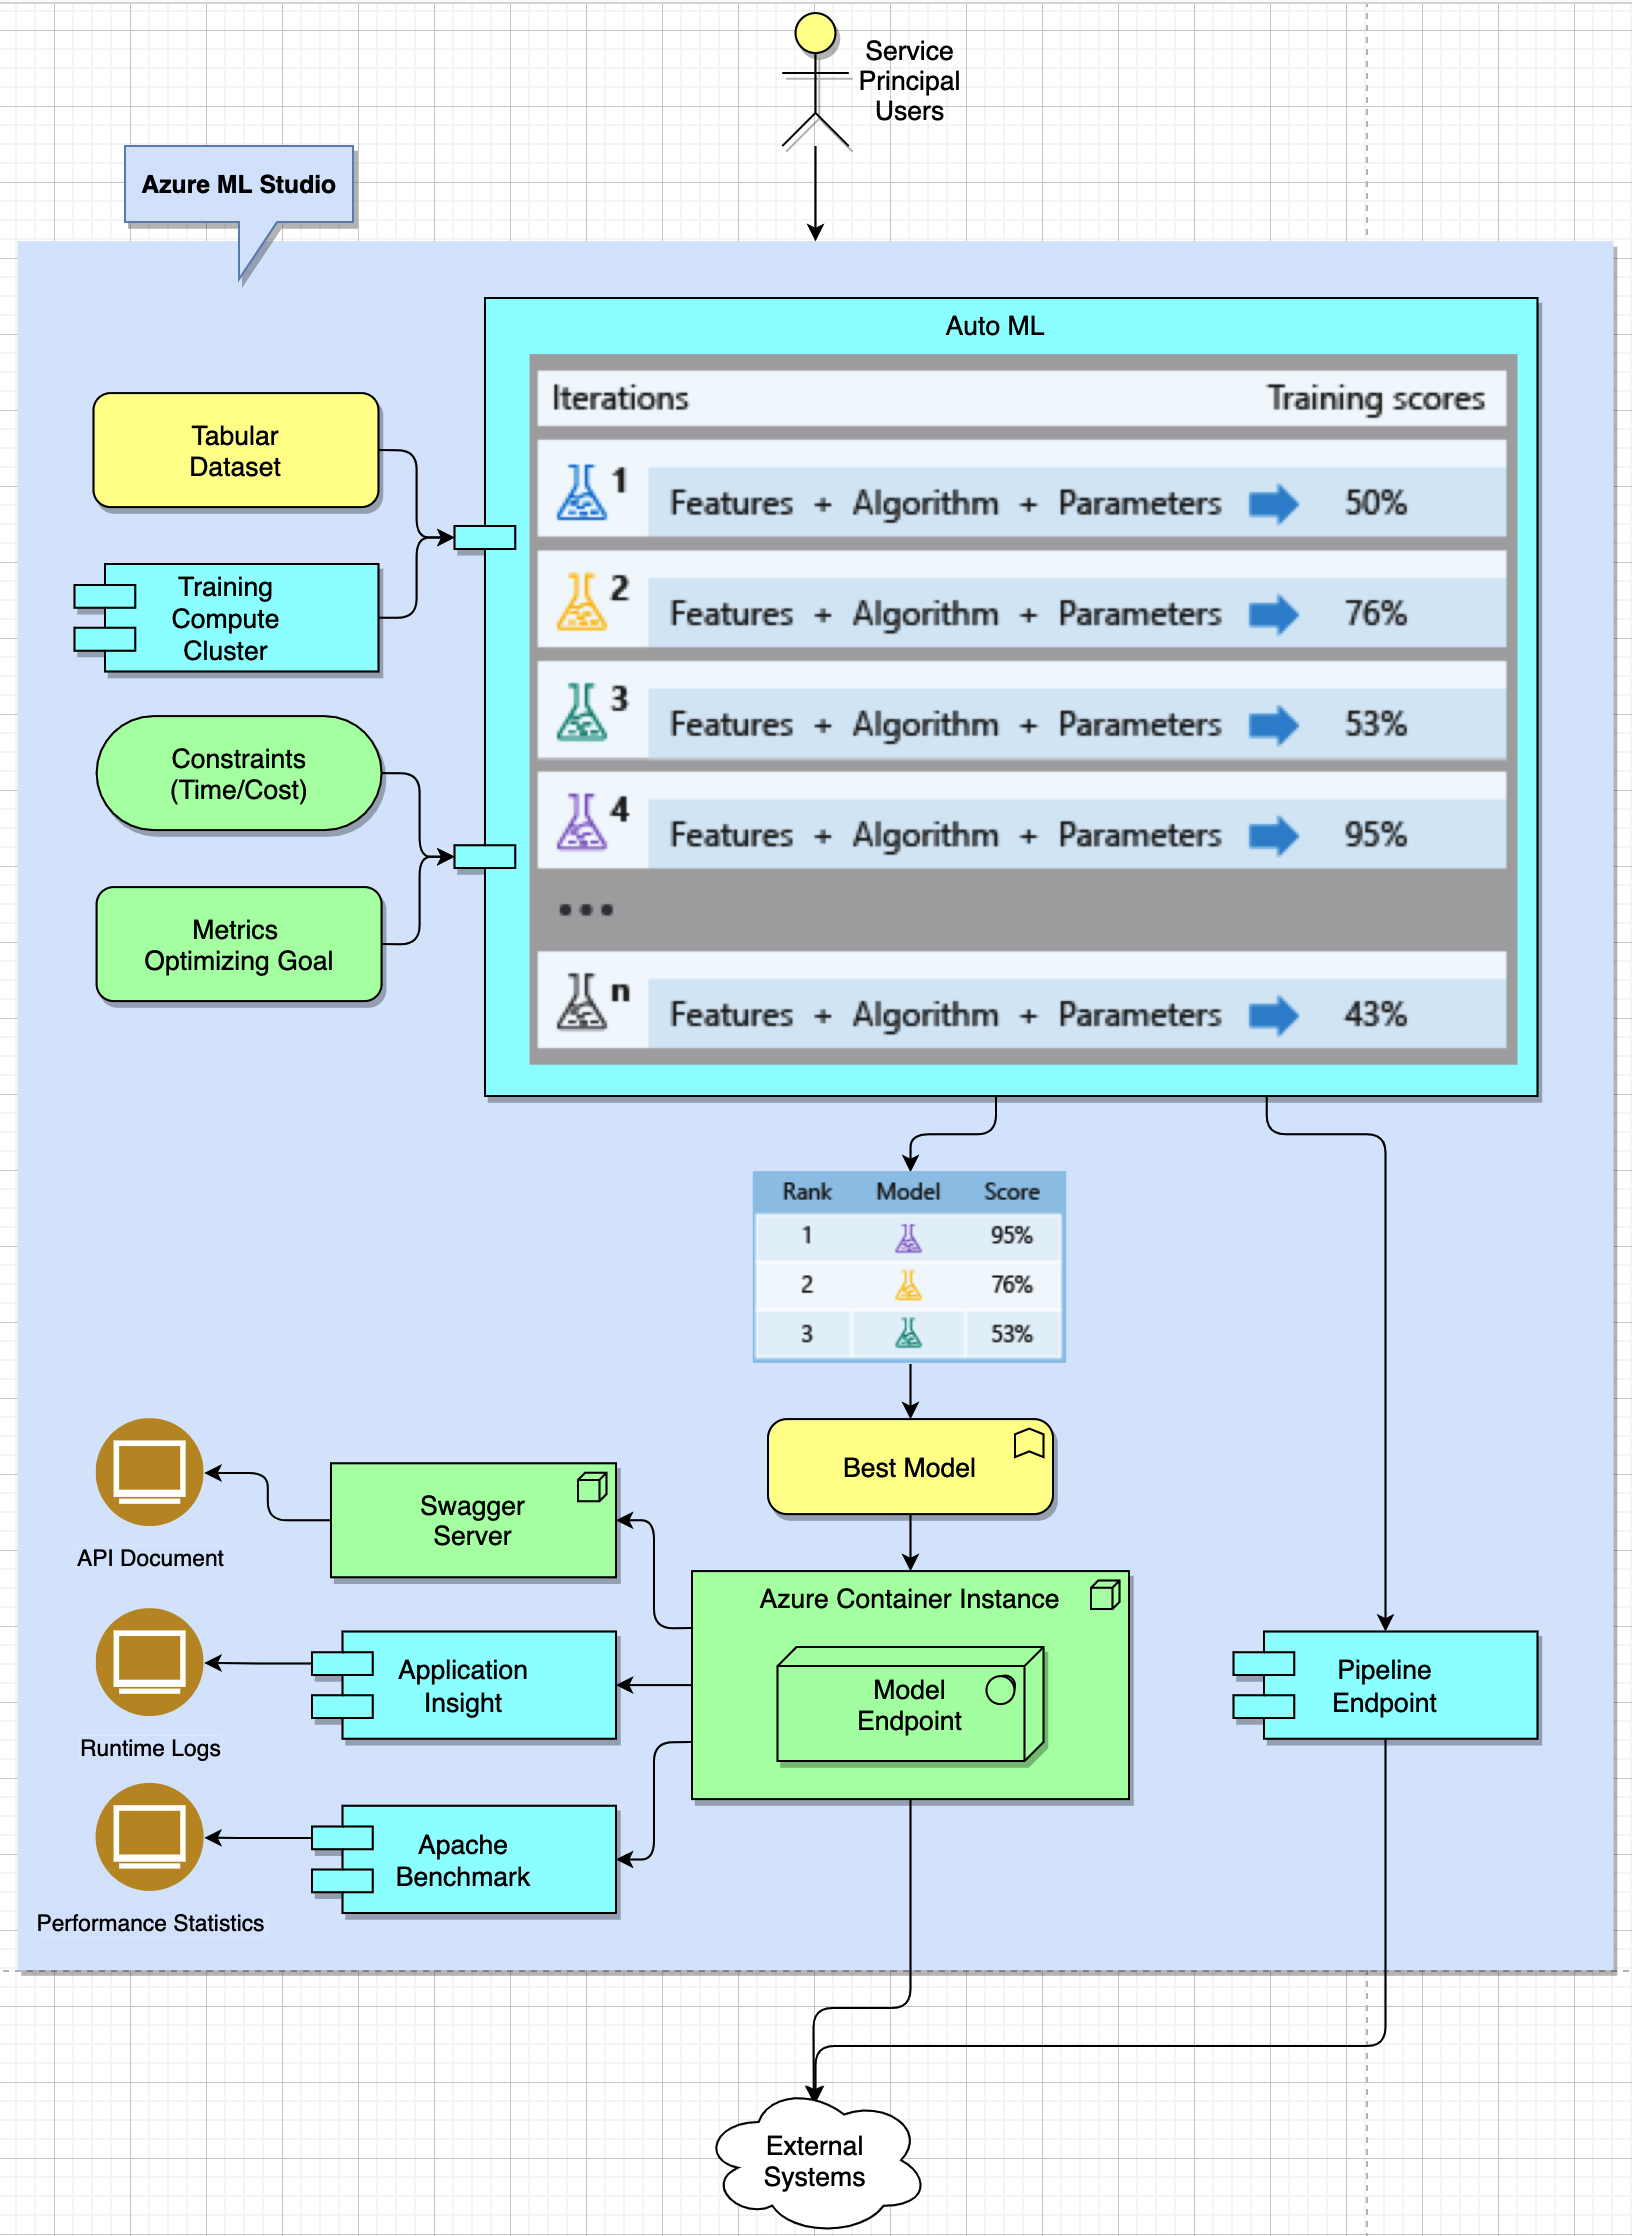 Service
Principal
Users
Azure ML Studio
Auto ML
Iterations Training scores
1 Features + Algorithm + Parameters 50%
2 Features + Algorithm + Parameters 76%
3 Features + Algorithm + Parameters 53%
4 Features + Algorithm + Parameters 95%
...
n Features + Algorithm + Parameters 43%
Tabular
Dataset
Training
Compute
Cluster
Constraints
(Time/Cost)
Metrics
Optimizing Goal
Rank Model Score
1 95%
2 76%
3 53%
Best Model
Swagger
Server
API Document
Azure Container Instance
Model
Endpoint
Application
Insight
Runtime Logs
Pipeline
Endpoint
Apache
Benchmark
Performance Statistics
External
Systems